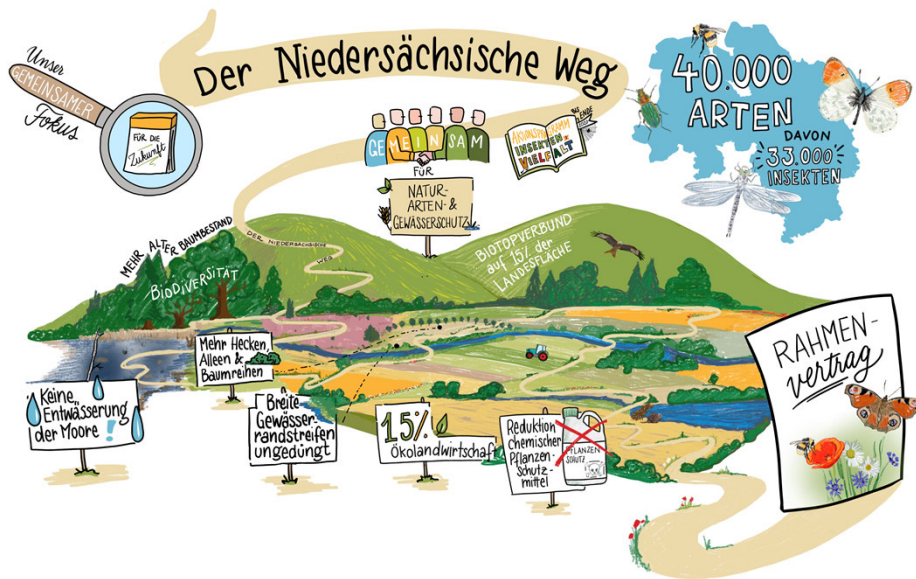 Unser
GEMEINSAMER
Fokus
FÜR DIE
Zukunft
Der Niedersächsische Weg
GEMEINSAM
FÜR
NATUR-
ARTEN- &
GEWÄSSERSCHUTZ
AKTIONSPROGRAMM
INSEKTEN
VIELFALT
BIS
ENDE
40.000
ARTEN
DAVON
33.000
INSEKTEN
MEHR ALTER BAUMBESTAND
BIODIVERSITÄT
DER NIEDERSÄCHSISCHE
WEG
BIOTOPVERBUND
auf 15% der
LANDESFLÄCHE
Keine
Entwässerung
der Moore!
Mehr Hecken,
Alleen &
Baumreihen
Breite
Gewässer-
randstreifen
ungedüngt
15%
Ökolandwirtschaft
Reduktion
chemischer
Pflanzen-
Schutz-
mittel
PFLANZEN
SCHUTZ
RAHMEN-
vertrag